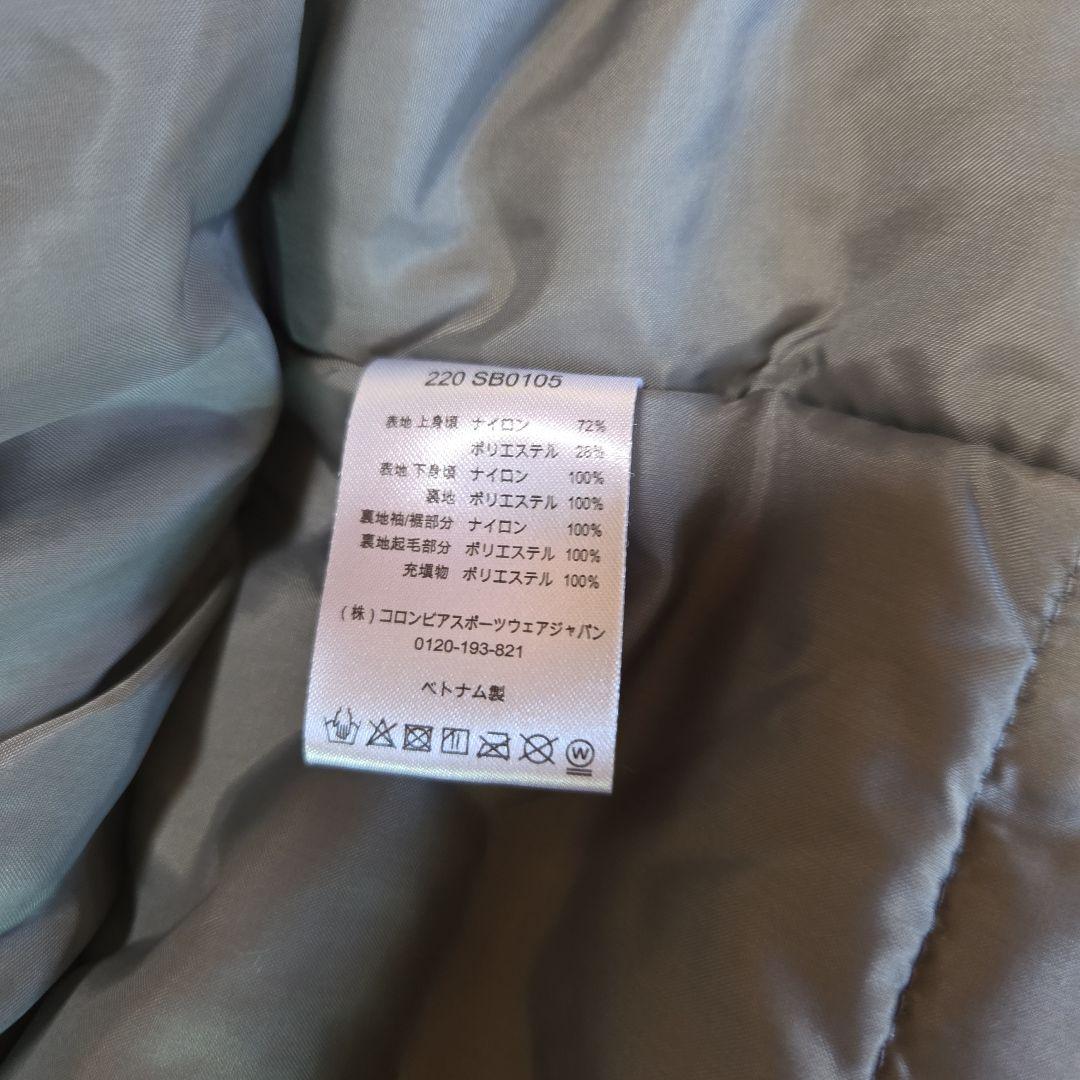 220 SB0105
表地 上身頃 ナイロン 72%
ポリエステル 28%
表地 下身頃 ナイロン 100%
裏地 ポリエステル 100%
裏地袖/裾部分 ナイロン 100%
裏地起毛部分 ポリエステル 100%
充填物 ポリエステル 100%
(株)コロンビアスポーツウェアジャパン
0120-193-821
ベトナム製
W